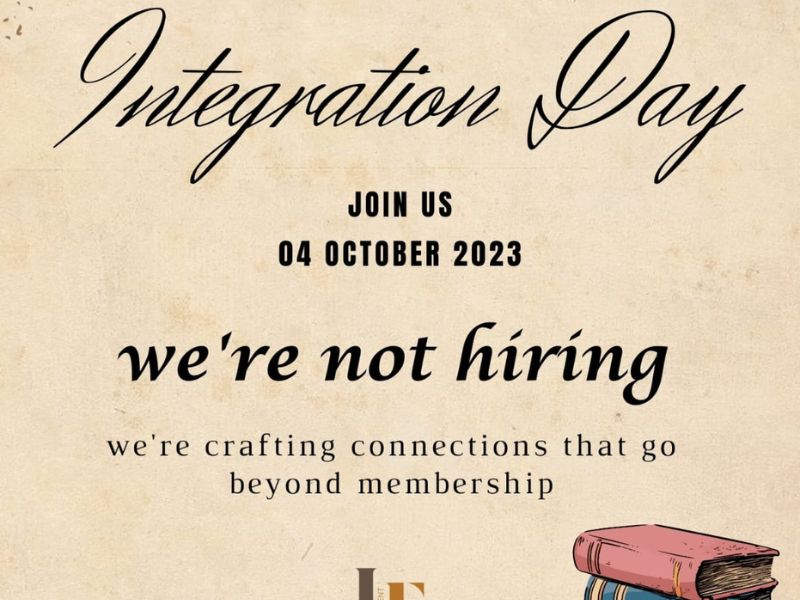 Integration Day
JOIN US
04 OCTOBER 2023
we're not hiring
we're crafting connections that go
beyond membership